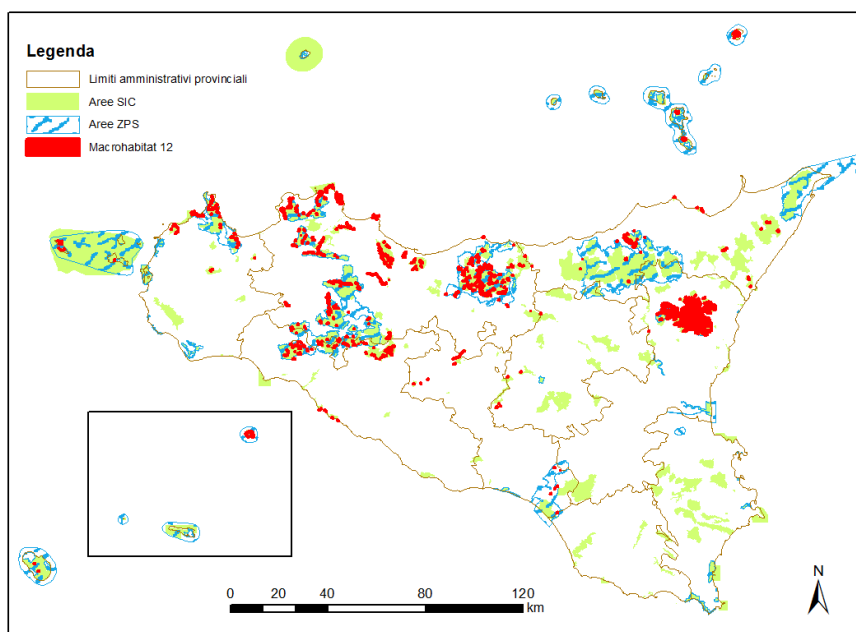 Legenda
Limiti amministrativi provinciali
Aree SIC
Aree ZPS
Macrohabitat 12
N
0 20 40 80 120
km